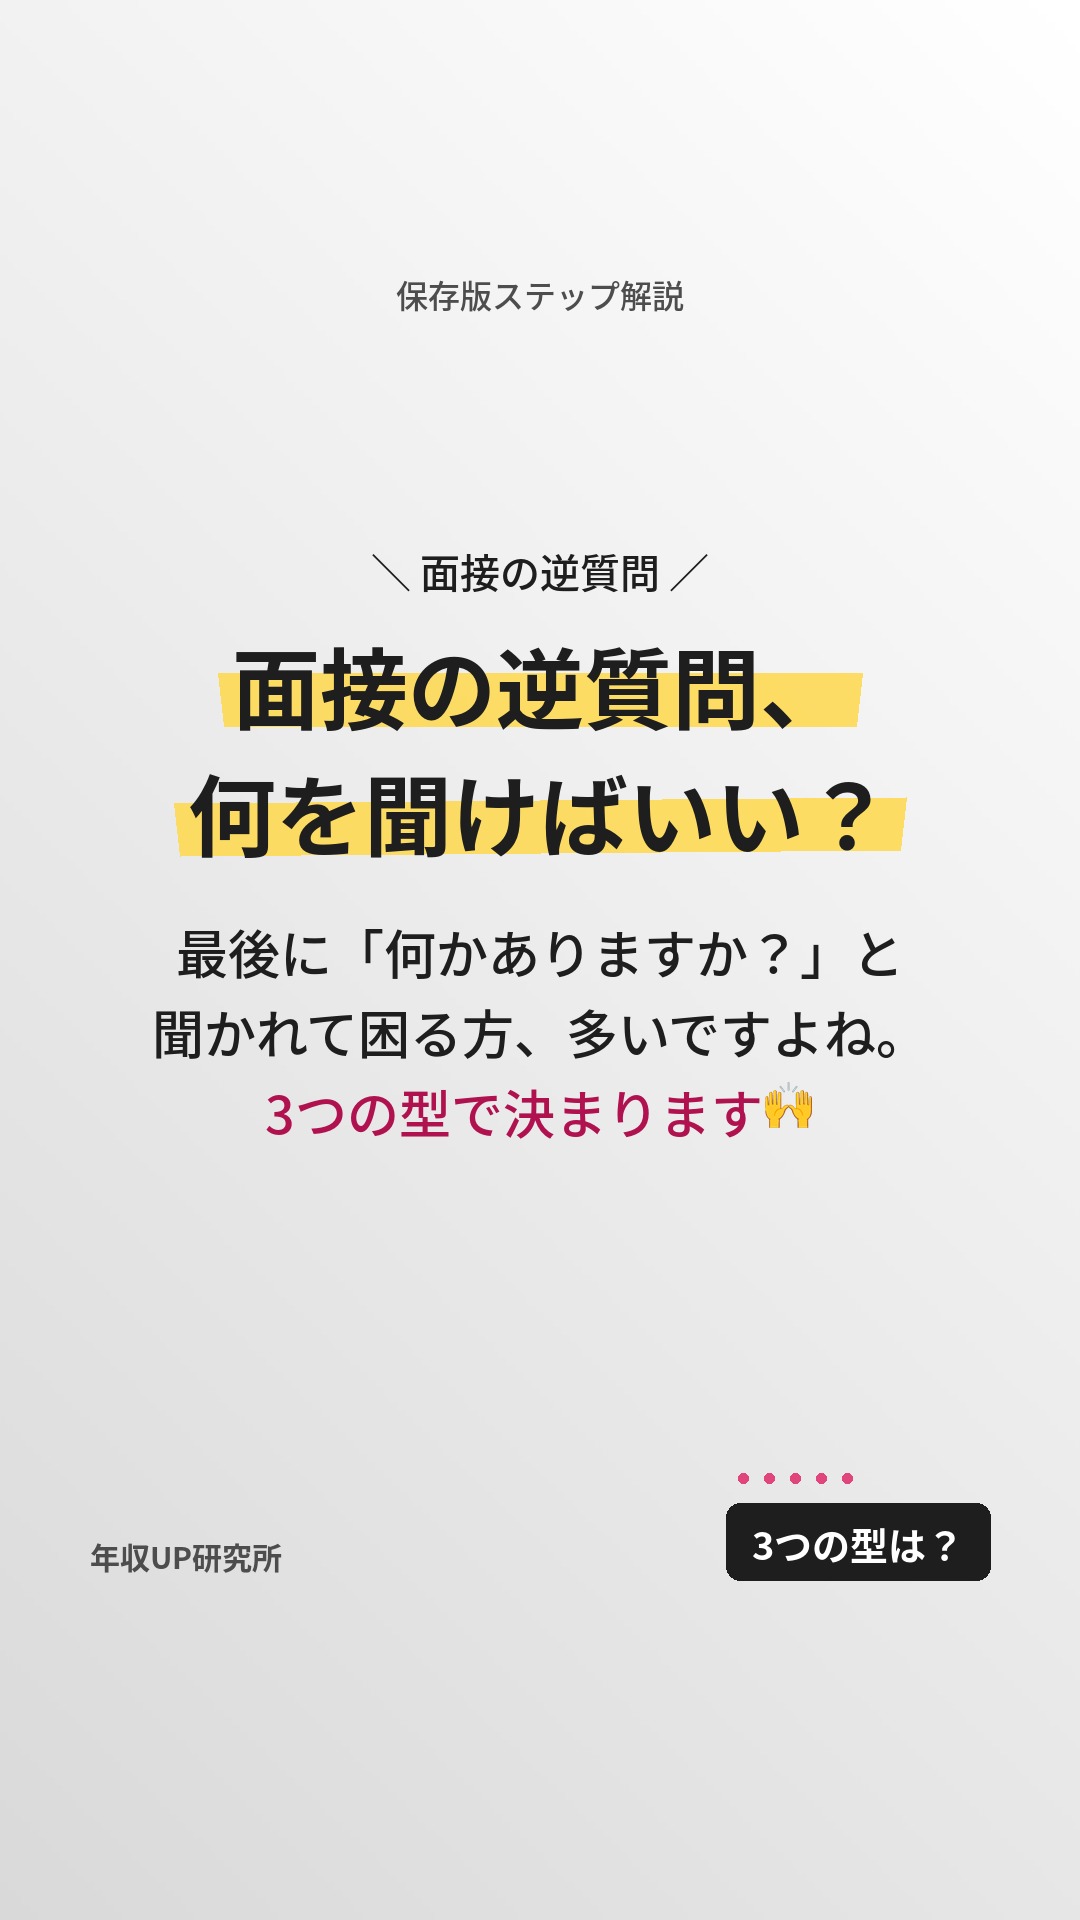 保存版ステップ解説
＼ 面接の逆質問 ／
面接の逆質問、
何を聞けばいい？
最後に「何かありますか？」と
聞かれて困る方、多いですよね。
3つの型で決まります🙌
年収UP研究所
3つの型は？